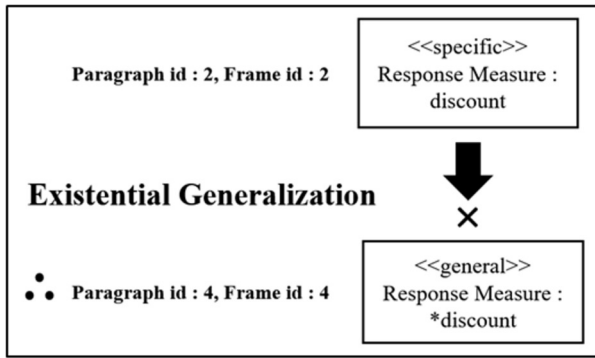 <<specific>>
Paragraph id : 2, Frame id : 2
Response Measure :
discount
Existential Generalization
×
<<general>>
∴ Paragraph id : 4, Frame id : 4
Response Measure :
*discount